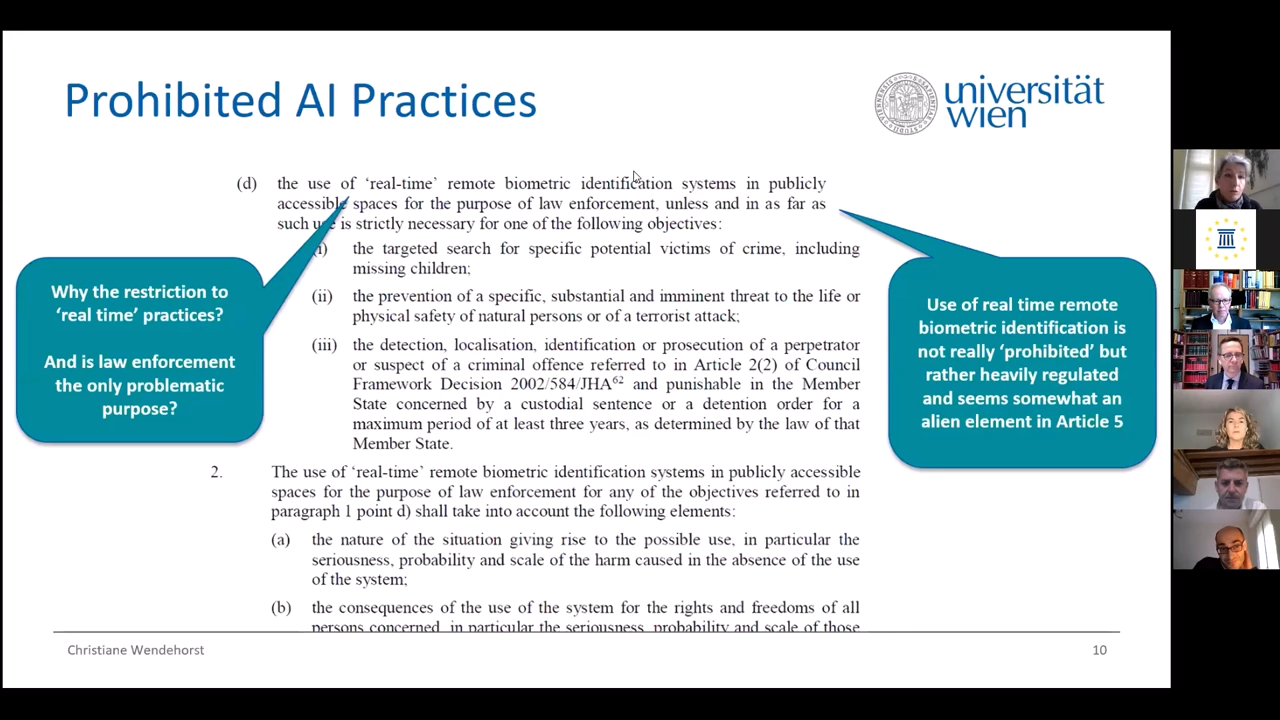 Prohibited AI Practices
universität
wien
(d) the use of ‘real-time’ remote biometric identification systems in publicly
accessible spaces for the purpose of law enforcement, unless and in as far as
such use is strictly necessary for one of the following objectives:
(i) the targeted search for specific potential victims of crime, including
missing children;
(ii) the prevention of a specific, substantial and imminent threat to the life or
physical safety of natural persons or of a terrorist attack;
(iii) the detection, localisation, identification or prosecution of a perpetrator
or suspect of a criminal offence referred to in Article 2(2) of Council
Framework Decision 2002/584/JHA62 and punishable in the Member
State concerned by a custodial sentence or a detention order for a
maximum period of at least three years, as determined by the law of that
Member State.
2. The use of ‘real-time’ remote biometric identification systems in publicly accessible
spaces for the purpose of law enforcement for any of the objectives referred to in
paragraph 1 point d) shall take into account the following elements:
(a) the nature of the situation giving rise to the possible use, in particular the
seriousness, probability and scale of the harm caused in the absence of the use
of the system;
(b) the consequences of the use of the system for the rights and freedoms of all
persons concerned, in particular the seriousness, probability and scale of those
Why the restriction to
‘real time’ practices?
And is law enforcement
the only problematic
purpose?
Use of real time remote
biometric identification is
not really ‘prohibited’ but
rather heavily regulated
and seems somewhat an
alien element in Article 5
Christiane Wendehorst
10